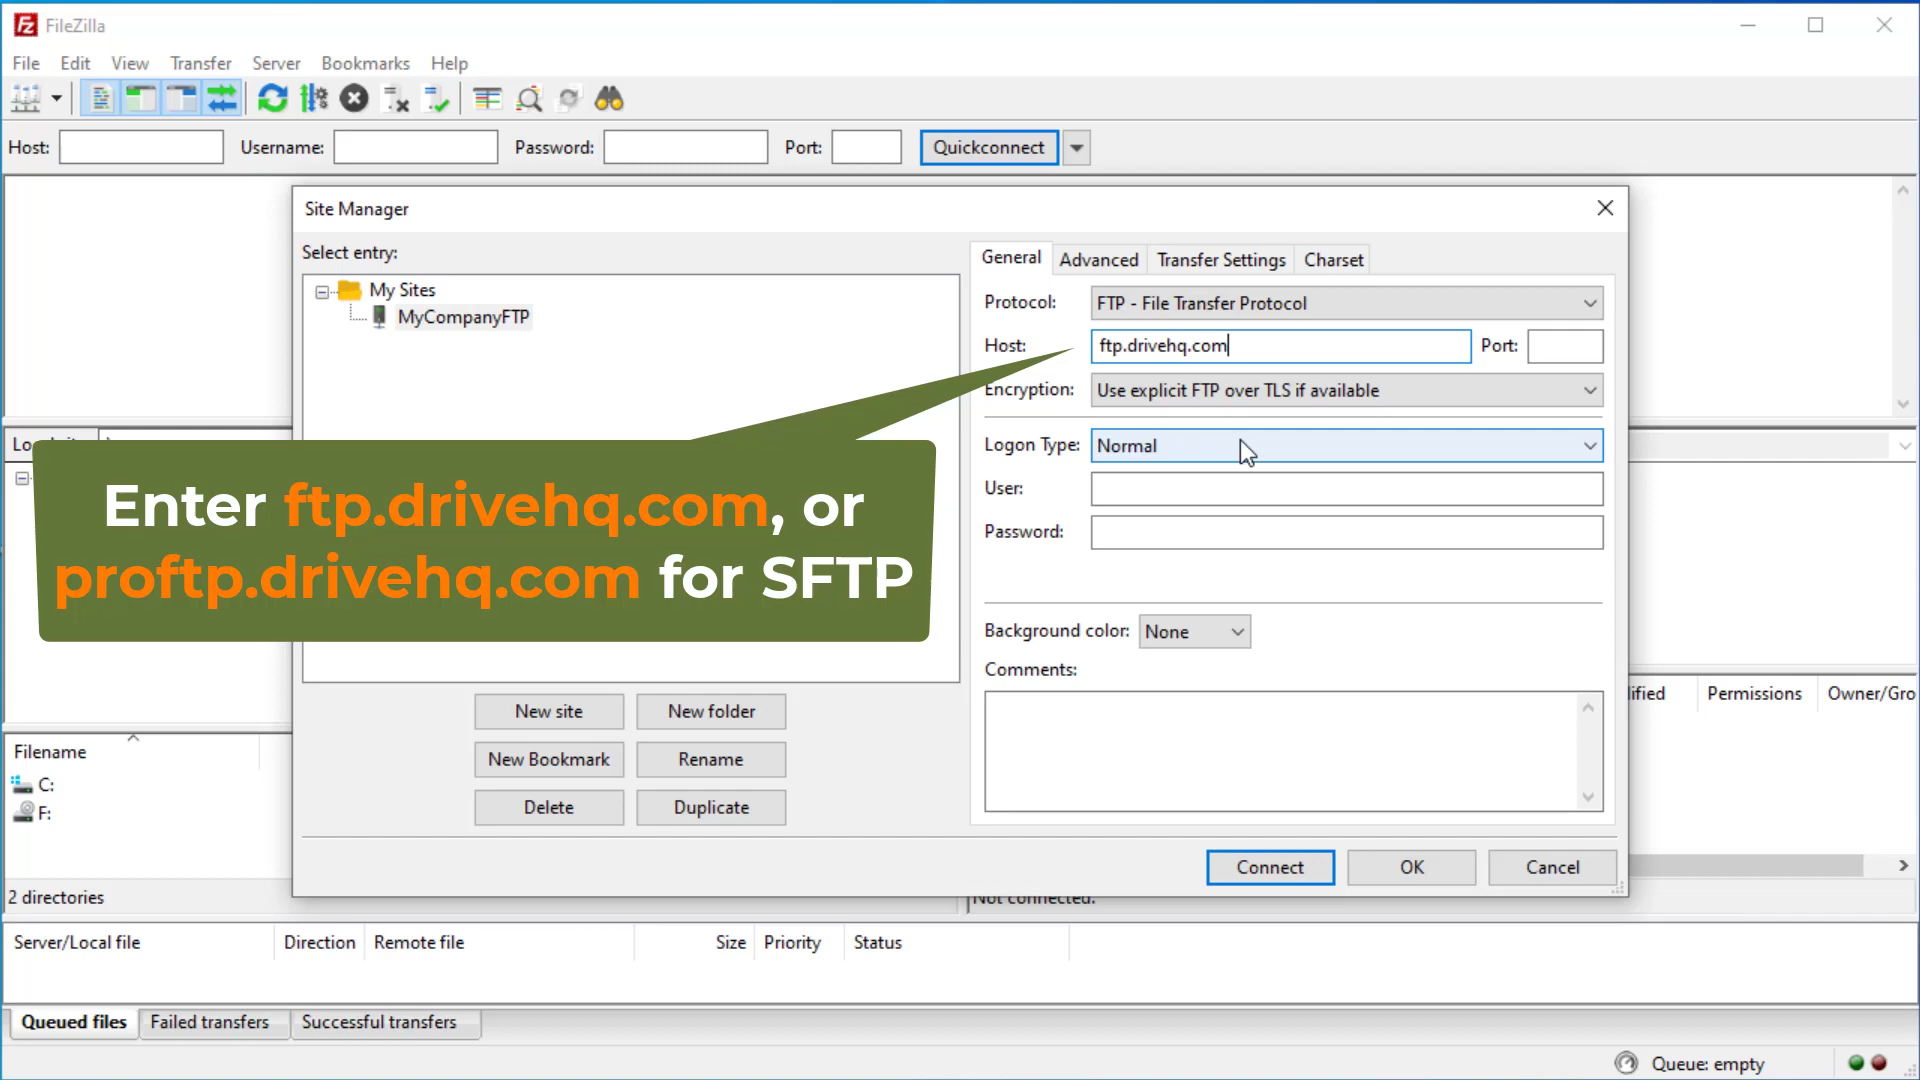 FileZilla
File Edit View Transfer Server Bookmarks Help
Host: Username: Password: Port: Quickconnect
Site Manager
Select entry:
My Sites
MyCompanyFTP
General Advanced Transfer Settings Charset
Protocol: FTP - File Transfer Protocol
Host: ftp.drivehq.com Port:
Encryption: Use explicit FTP over TLS if available
Logon Type: Normal
User:
Password:
Background color: None
Comments:
Enter ftp.drivehq.com, or
proftp.drivehq.com for SFTP
New site New folder
New Bookmark Rename
Delete Duplicate
Connect OK Cancel
Permissions Owner/Gro
Filename
C:
F:
2 directories
Not connected.
Server/Local file Direction Remote file Size Priority Status
Queued files Failed transfers Successful transfers
Queue: empty